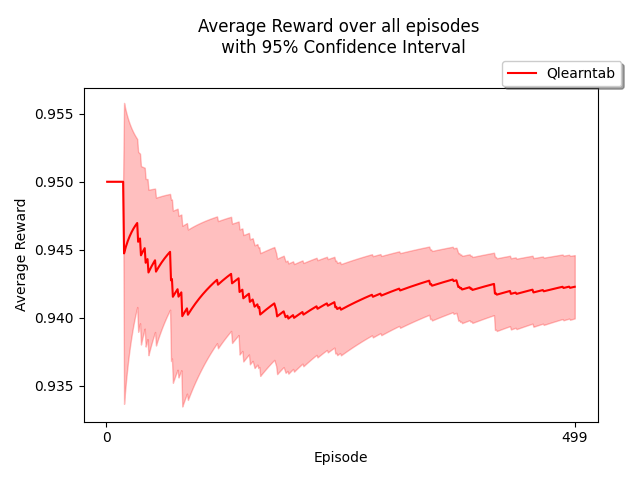 Average Reward over all episodes
with 95% Confidence Interval
Qlearntab
0.955
0.950
0.945
0.940
0.935
Average Reward
0
499
Episode